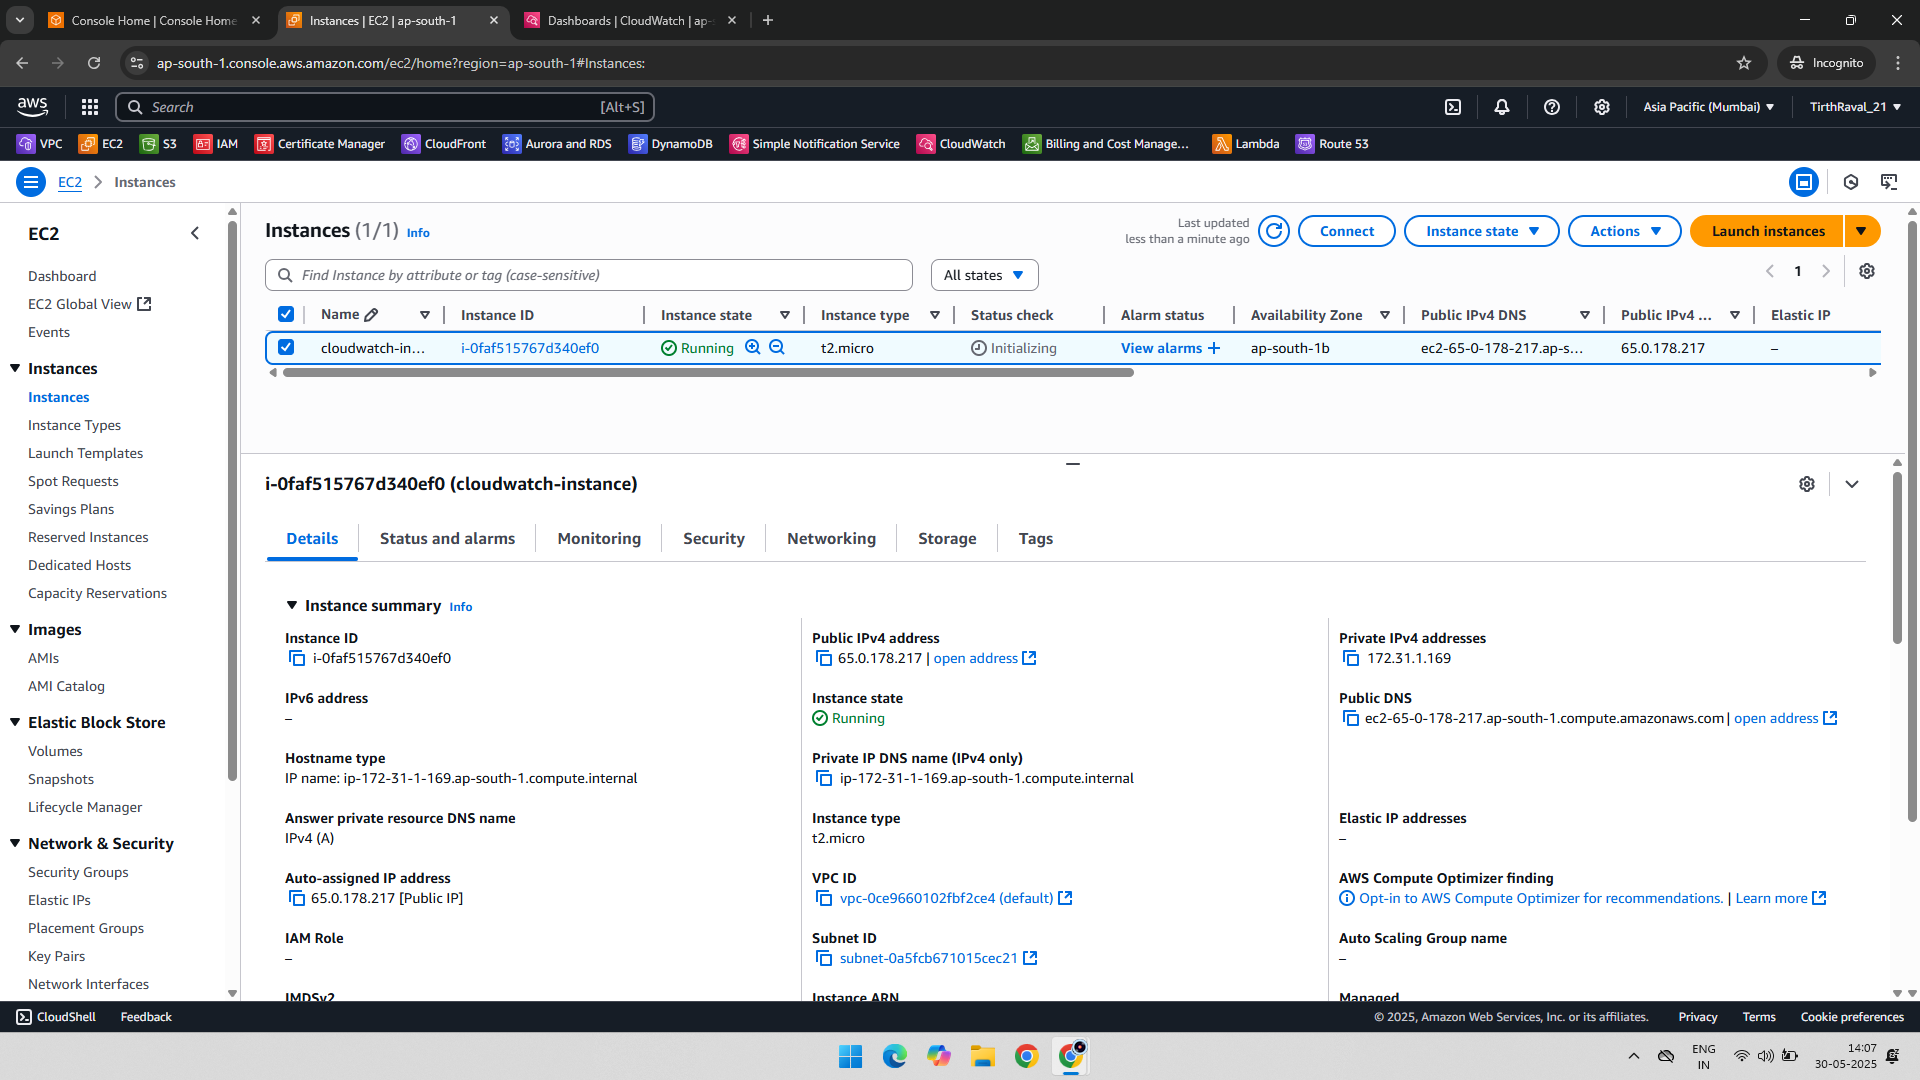 Console Home | Console Home
Instances | EC2 | ap-south-1
Dashboards | CloudWatch | ap-
ap-south-1.console.aws.amazon.com/ec2/home?region=ap-south-1#Instances:
Incognito
aws
Search
[Alt+S]
Asia Pacific (Mumbai)
TirthRaval_21
VPC
EC2
S3
IAM
Certificate Manager
CloudFront
Aurora and RDS
DynamoDB
Simple Notification Service
CloudWatch
Billing and Cost Manage...
Lambda
Route 53
EC2
Instances
EC2
Dashboard
EC2 Global View
Events
Instances
Instances
Instance Types
Launch Templates
Spot Requests
Savings Plans
Reserved Instances
Dedicated Hosts
Capacity Reservations
Images
AMIs
AMI Catalog
Elastic Block Store
Volumes
Snapshots
Lifecycle Manager
Network & Security
Security Groups
Elastic IPs
Placement Groups
Key Pairs
Network Interfaces
Instances (1/1) Info
Last updated
less than a minute ago
Connect
Instance state
Actions
Launch instances
Find Instance by attribute or tag (case-sensitive)
All states
1
Name
Instance ID
Instance state
Instance type
Status check
Alarm status
Availability Zone
Public IPv4 DNS
Public IPv4 ...
Elastic IP
cloudwatch-in...
i-0faf515767d340ef0
Running
t2.micro
Initializing
View alarms +
ap-south-1b
ec2-65-0-178-217.ap-s...
65.0.178.217
–
i-0faf515767d340ef0 (cloudwatch-instance)
Details
Status and alarms
Monitoring
Security
Networking
Storage
Tags
Instance summary Info
Instance ID
i-0faf515767d340ef0
Public IPv4 address
65.0.178.217 | open address
Private IPv4 addresses
172.31.1.169
IPv6 address
–
Instance state
Running
Public DNS
ec2-65-0-178-217.ap-south-1.compute.amazonaws.com | open address
Hostname type
IP name: ip-172-31-1-169.ap-south-1.compute.internal
Private IP DNS name (IPv4 only)
ip-172-31-1-169.ap-south-1.compute.internal
Answer private resource DNS name
IPv4 (A)
Instance type
t2.micro
Elastic IP addresses
–
Auto-assigned IP address
65.0.178.217 [Public IP]
VPC ID
vpc-0ce9660102fbf2ce4 (default)
AWS Compute Optimizer finding
Opt-in to AWS Compute Optimizer for recommendations. | Learn more
IAM Role
–
Subnet ID
subnet-0a5fcb671015cec21
Auto Scaling Group name
–
IMDSv2
Instance ARN
Managed
CloudShell
Feedback
© 2025, Amazon Web Services, Inc. or its affiliates.
Privacy
Terms
Cookie preferences
ENG
IN
14:07
30-05-2025